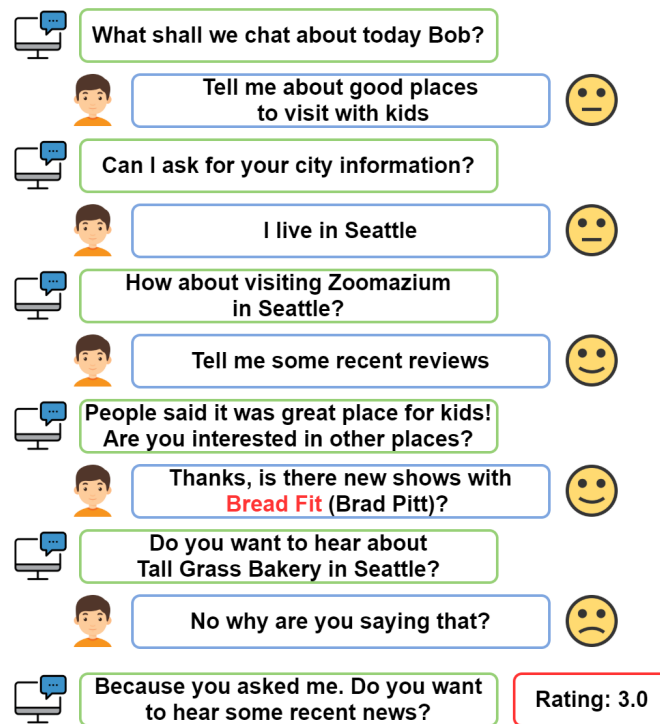 What shall we chat about today Bob?
Tell me about good places
to visit with kids
Can I ask for your city information?
I live in Seattle
How about visiting Zoomazium
in Seattle?
Tell me some recent reviews
People said it was great place for kids!
Are you interested in other places?
Thanks, is there new shows with
Bread Fit (Brad Pitt)?
Do you want to hear about
Tall Grass Bakery in Seattle?
No why are you saying that?
Because you asked me. Do you want
to hear some recent news?
Rating: 3.0